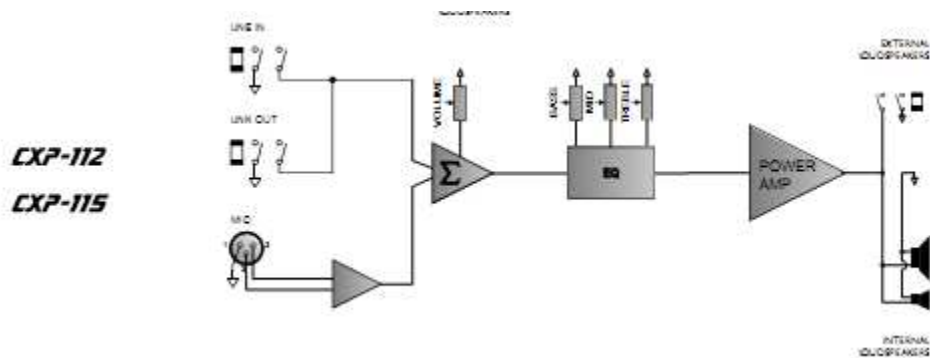 LINE IN
EXTERNAL
LOUDSPEAKERS
VOLUME
BASS
MID
TREBLE
LINK OUT
CXP-112
CXP-115
Σ
EQ
POWER
AMP
MIC
INTERNAL
LOUDSPEAKERS